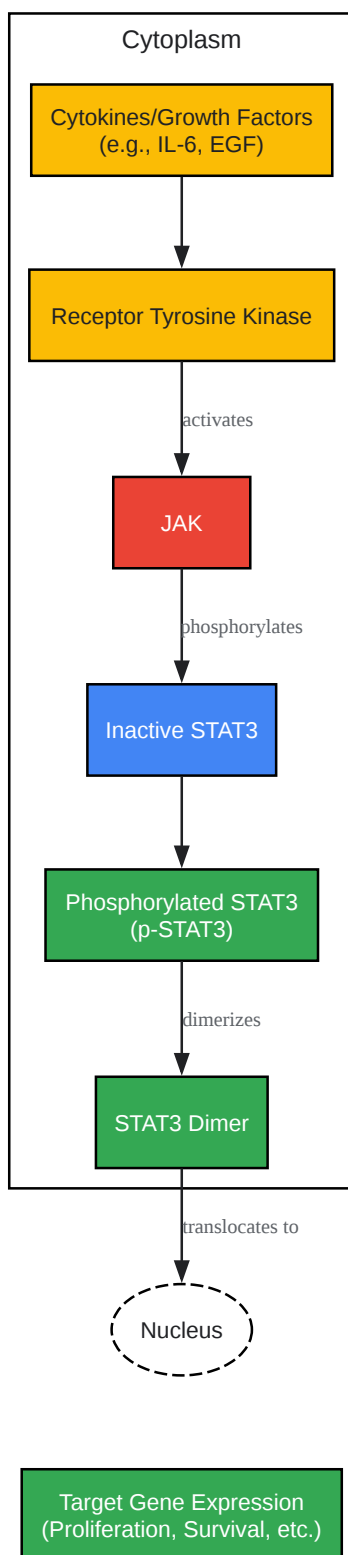 Cytoplasm
Cytokines/Growth Factors
(e.g., IL-6, EGF)
Receptor Tyrosine Kinase
activates
JAK
phosphorylates
Inactive STAT3
Phosphorylated STAT3
(p-STAT3)
dimerizes
STAT3 Dimer
translocates to
Nucleus
Target Gene Expression
(Proliferation, Survival, etc.)